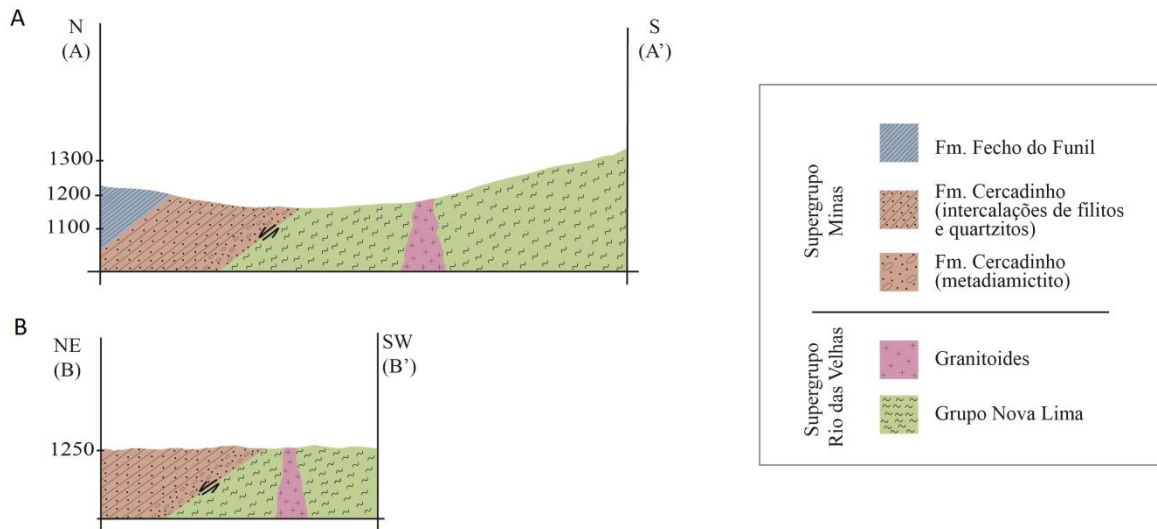 A
N
(A)
S
(A')
1300
1200
1100
B
NE
(B)
SW
(B')
1250
Supergrupo
Minas
Fm. Fecho do Funil
Fm. Cercadinho
(intercalações de filitos
e quartzitos)
Fm. Cercadinho
(metadiamictito)
Supergrupo
Rio das Velhas
Granitoides
Grupo Nova Lima